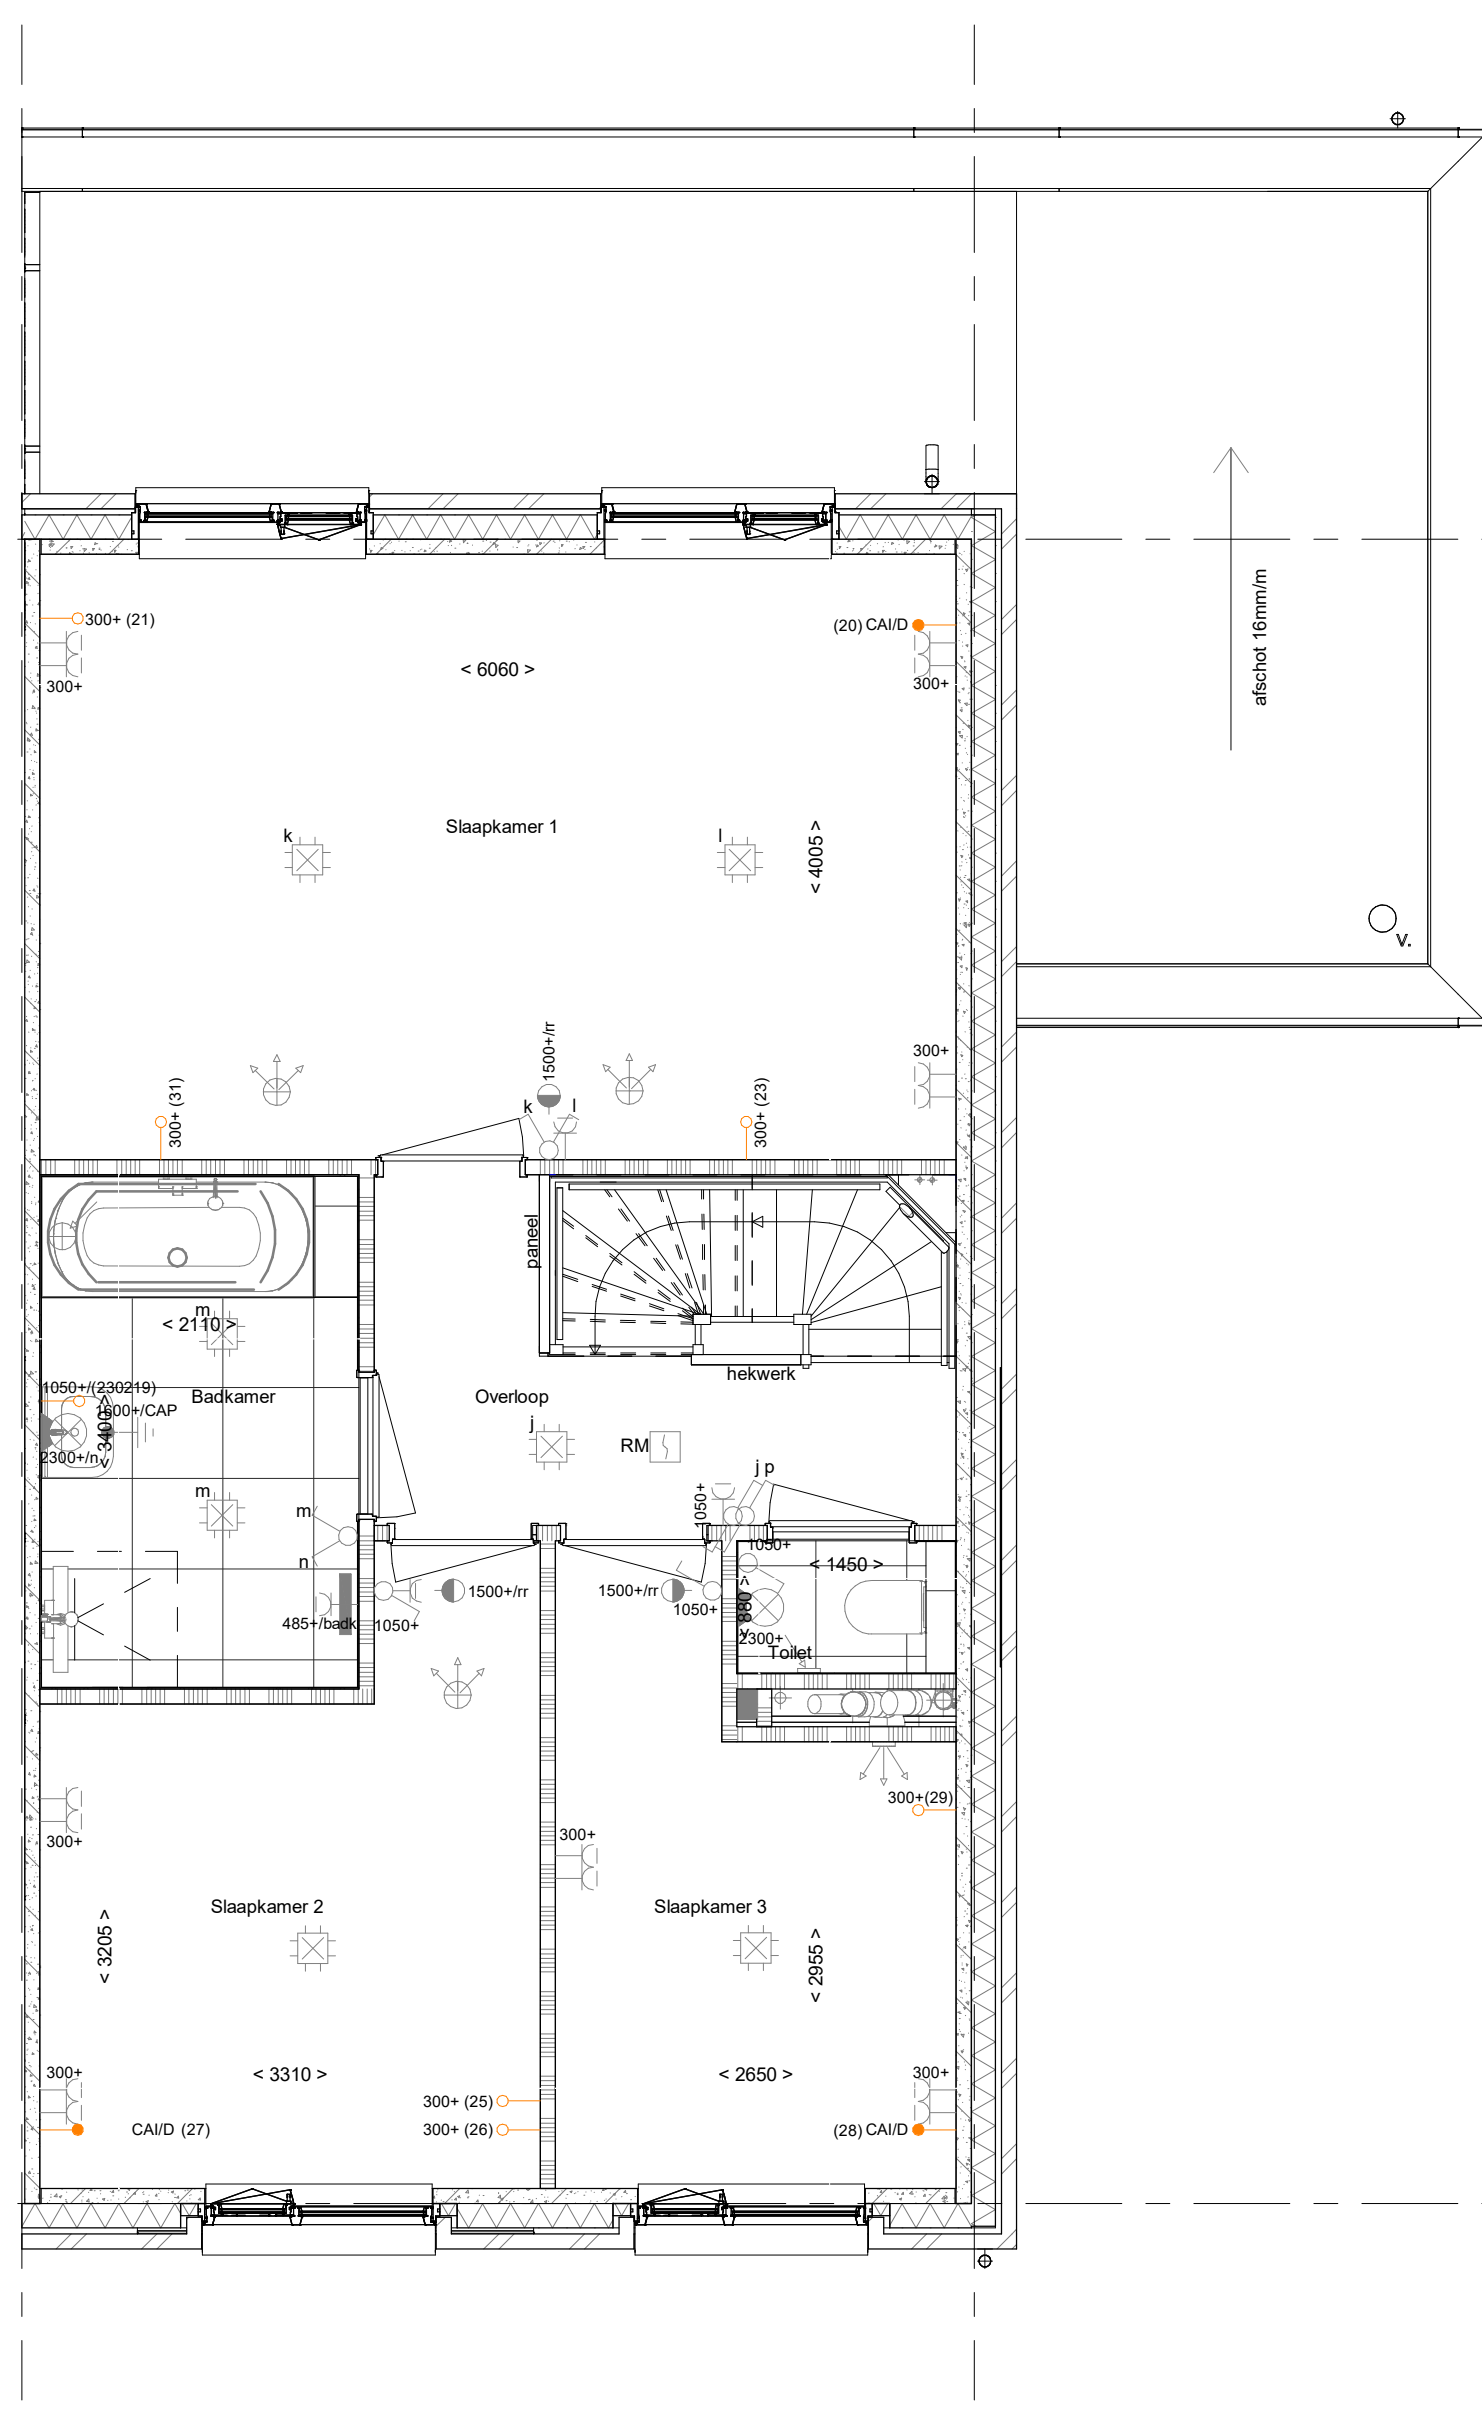 300+ (21)
(20) CAI/D
300+
300+
< 6060 >
afschot 16mm/m
k
Slaapkamer 1
l
< 4005 >
v.
300+
1500+/rr
300+ (31)
k
l
300+ (23)
paneel
m
< 2110 >
hekwerk
1050+/(230219)
Badkamer
Overloop
1600+/CAP
< 3400 >
j
RM
2300+/n
j p
m
m
1050+
1050+
n
< 1450 >
1500+/rr
1500+/rr
< 880 >
485+/badk
1050+
1050+
2300+
Toilet
300+(29)
300+
300+
Slaapkamer 2
Slaapkamer 3
< 3205 >
< 2955 >
300+
< 3310 >
< 2650 >
300+
300+ (25)
CAI/D (27)
300+ (26)
(28) CAI/D